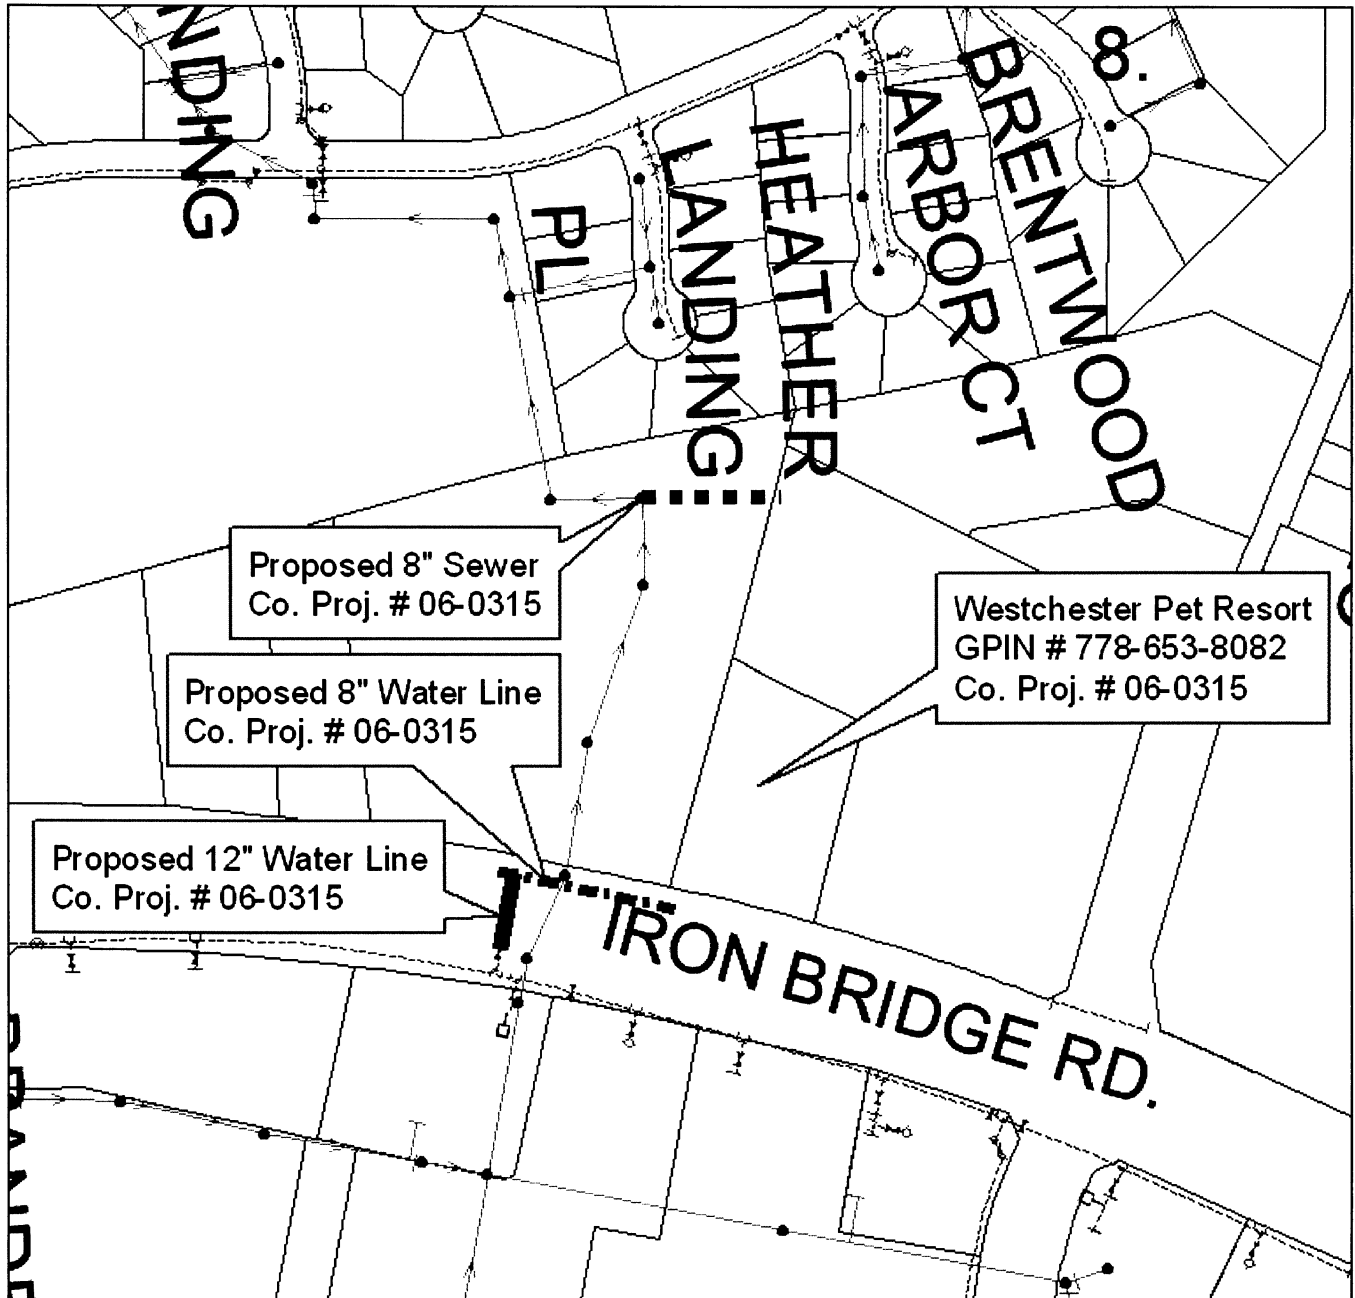 NDING
8.
BRENTWOOD
ARBOR CT
HEATHER
LANDING
PL
Proposed 8" Sewer
Co. Proj. # 06-0315
Westchester Pet Resort
GPIN # 778-653-8082
Co. Proj. # 06-0315
Proposed 8" Water Line
Co. Proj. # 06-0315
Proposed 12" Water Line
Co. Proj. # 06-0315
IRON BRIDGE RD.